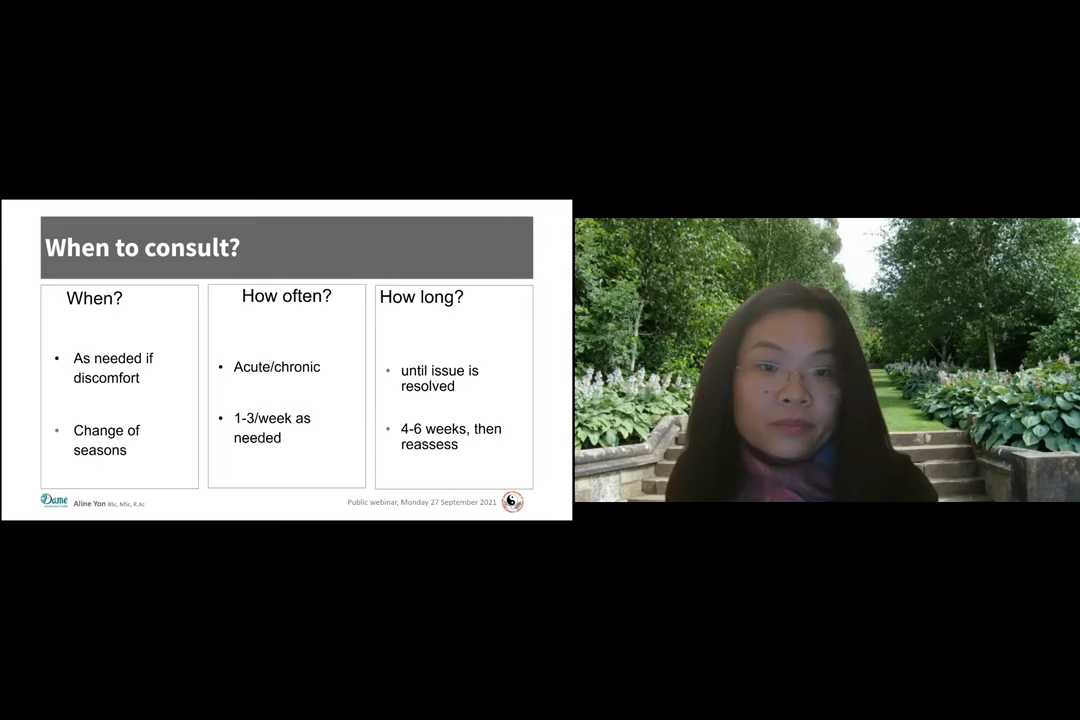 When to consult?
When?
• As needed if
discomfort
• Change of
seasons
How often?
• Acute/chronic
• 1-3/week as
needed
How long?
• until issue is
resolved
• 4-6 weeks, then
reassess
Dame
ACUPUNCTURE
Aline Yon BSc, MSc, R.Ac
Public webinar, Monday 27 September 2021